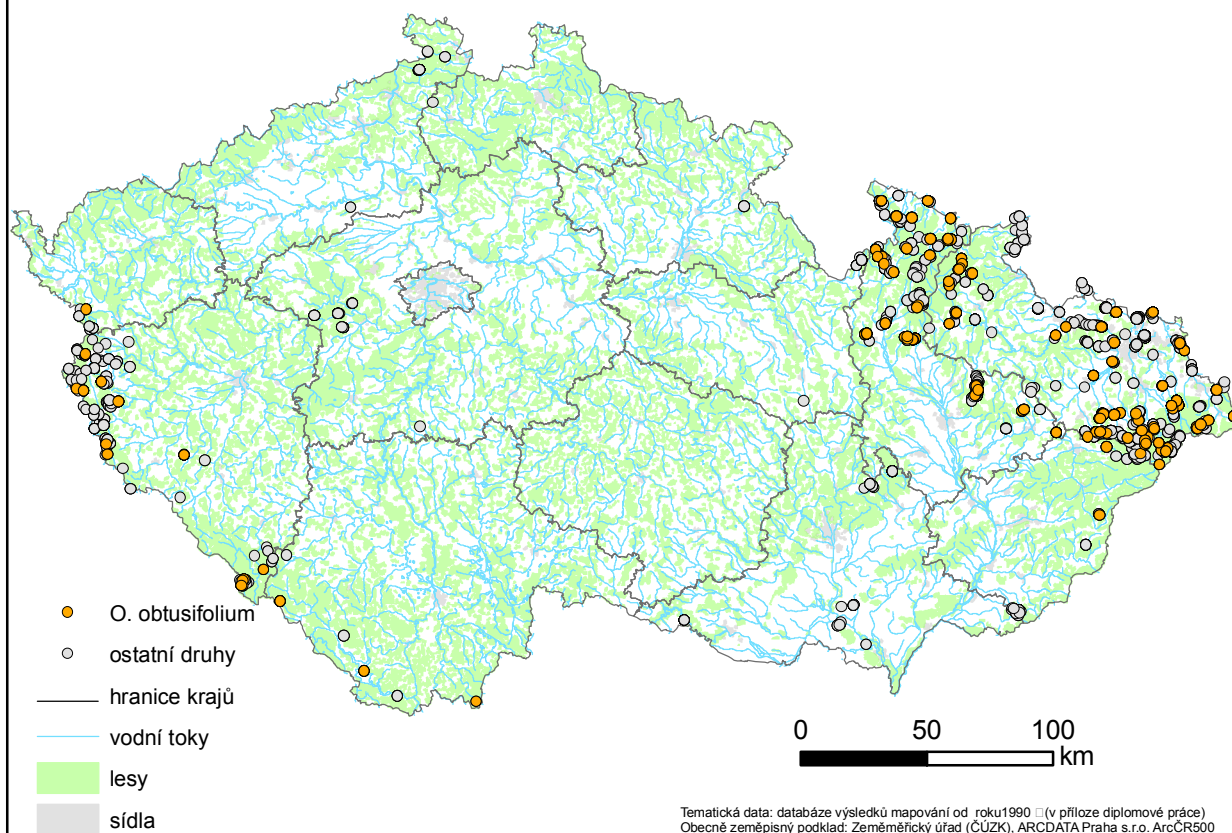 O. obtusifolium
ostatní druhy
hranice krajů
vodní toky
lesy
sídla
0 50 100
km
Tematická data: databáze výsledků mapování od roku1990 □(v příloze diplomové práce)
Obecně zeměpisný podklad: Zeměměřický úřad (ČÚZK), ARCDATA Praha s.r.o. ArcČR500